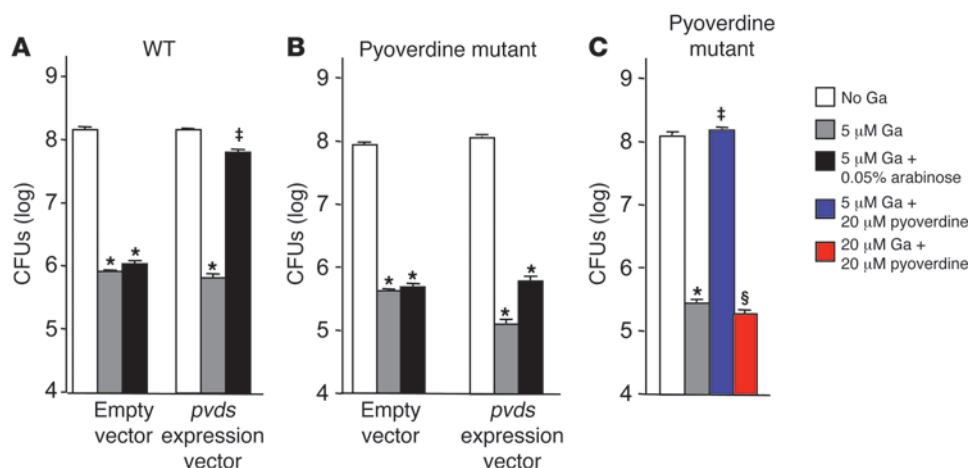 A
WT
9
8
7
6
5
4
CFUs (log)
*
*
*
‡
Empty
vector
pvds
expression
vector
B
Pyoverdine mutant
9
8
7
6
5
4
CFUs (log)
*
*
*
*
Empty
vector
pvds
expression
vector
C
Pyoverdine
mutant
9
8
7
6
5
4
CFUs (log)
*
‡
§
No Ga
5 μM Ga
5 μM Ga +
0.05% arabinose
5 μM Ga +
20 μM pyoverdine
20 μM Ga +
20 μM pyoverdine